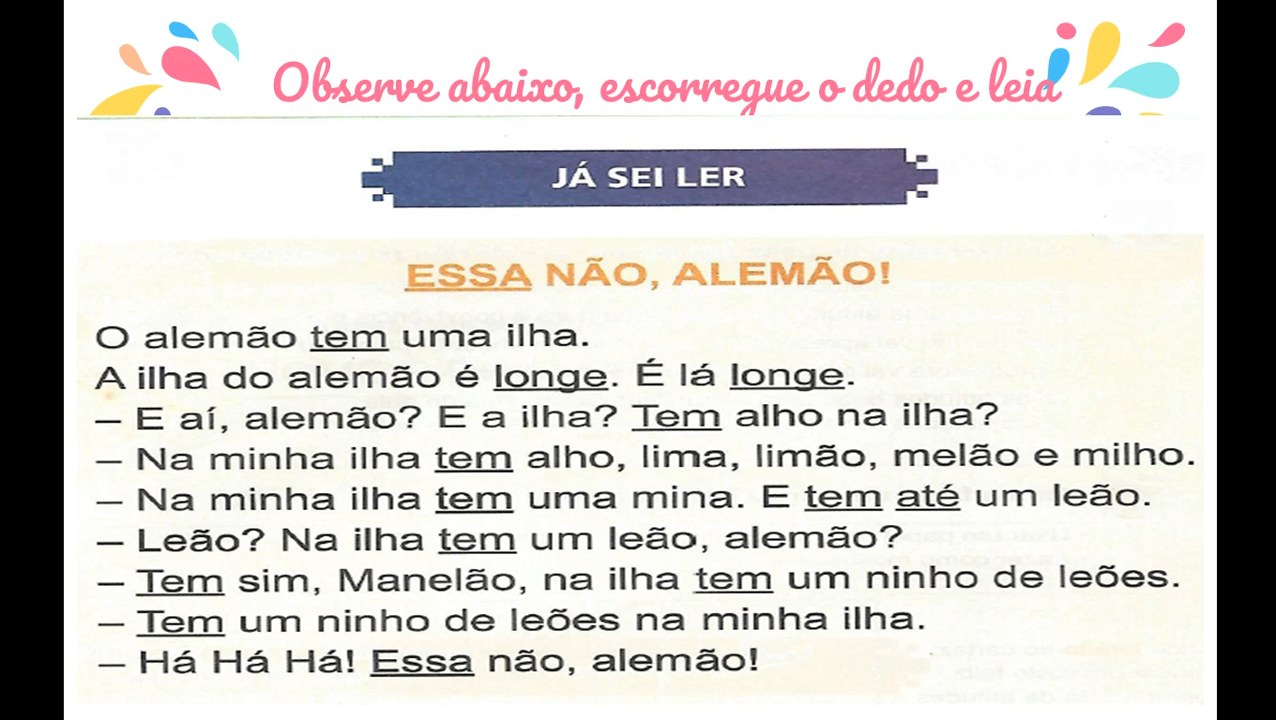 Observe abaixo, escorregue o dedo e leia
JÁ SEI LER
ESSA NÃO, ALEMÃO!
O alemão tem uma ilha.
A ilha do alemão é longe. É lá longe.
– E aí, alemão? E a ilha? Tem alho na ilha?
– Na minha ilha tem alho, lima, limão, melão e milho.
– Na minha ilha tem uma mina. E tem até um leão.
– Leão? Na ilha tem um leão, alemão?
– Tem sim, Manelão, na ilha tem um ninho de leões.
– Tem um ninho de leões na minha ilha.
– Há Há Há! Essa não, alemão!